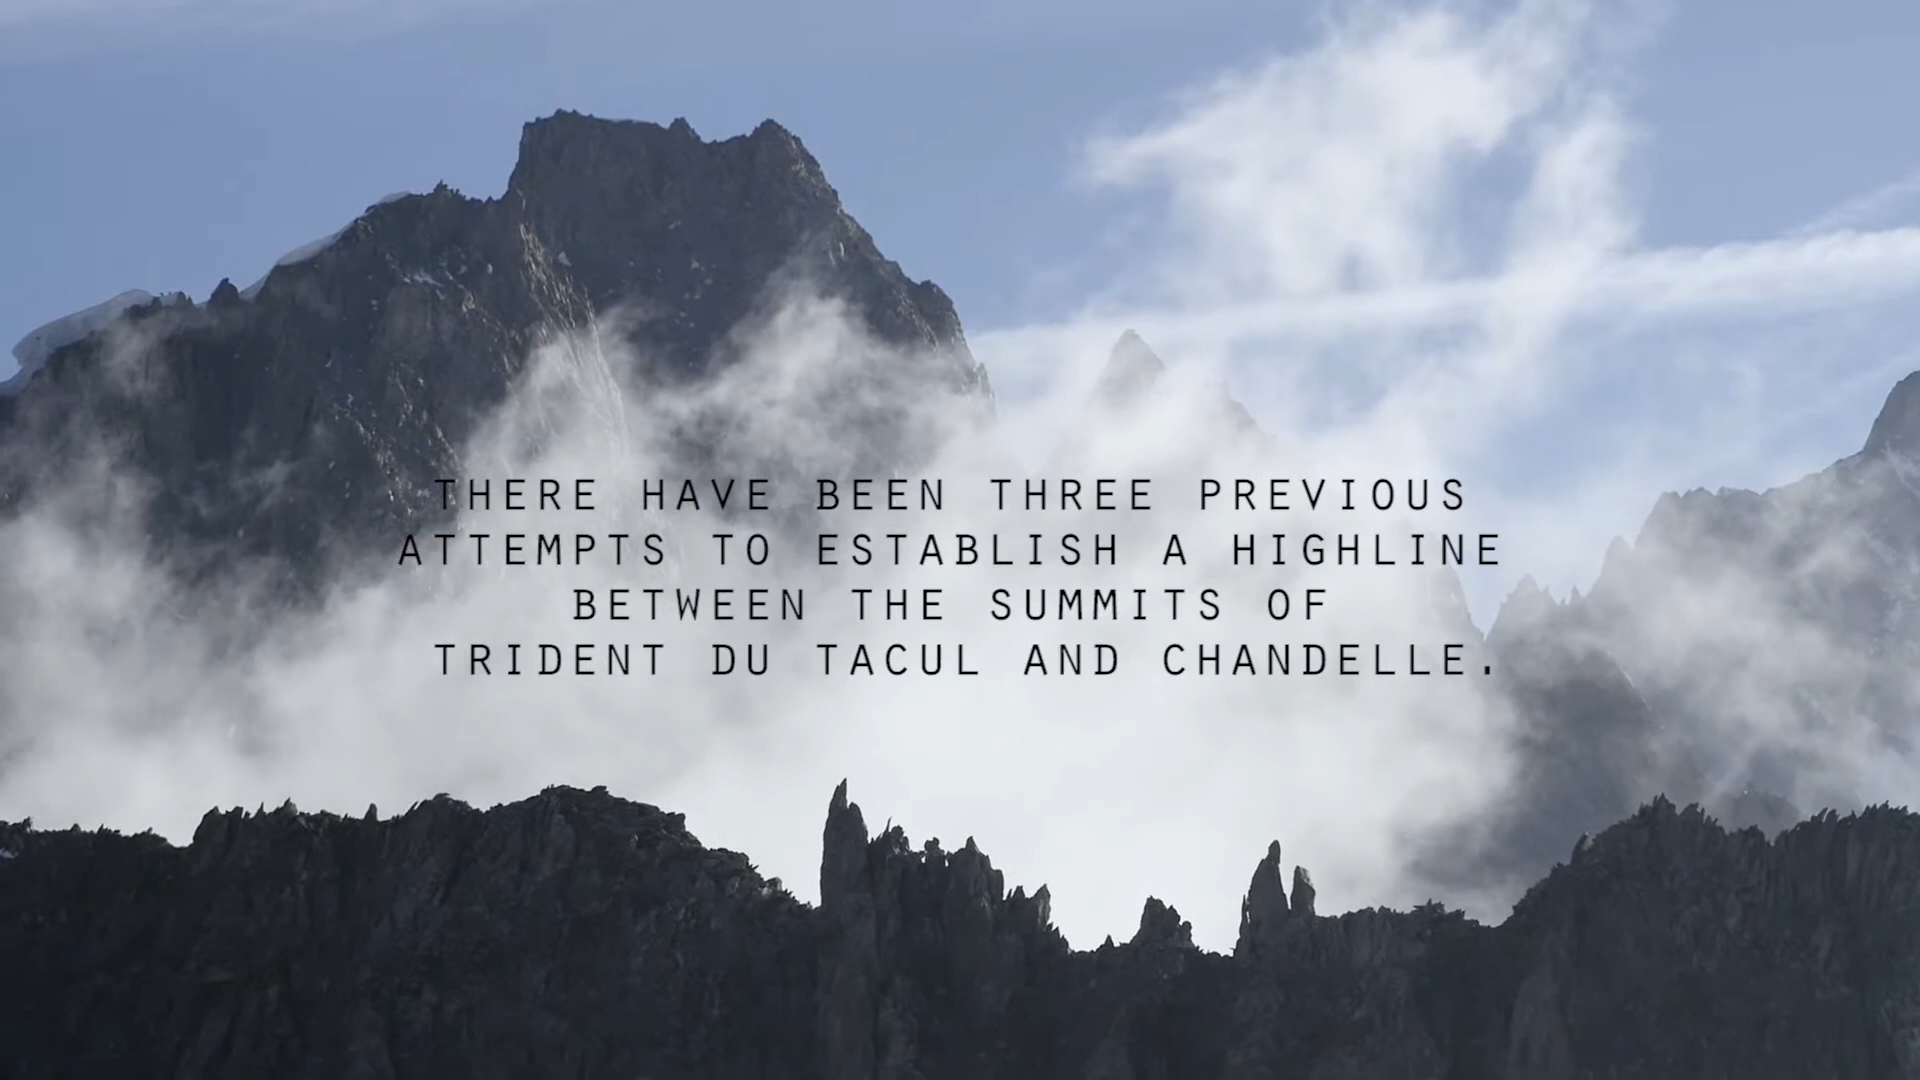 THERE HAVE BEEN THREE PREVIOUS
ATTEMPTS TO ESTABLISH A HIGHLINE
BETWEEN THE SUMMITS OF
TRIDENT DU TACUL AND CHANDELLE.